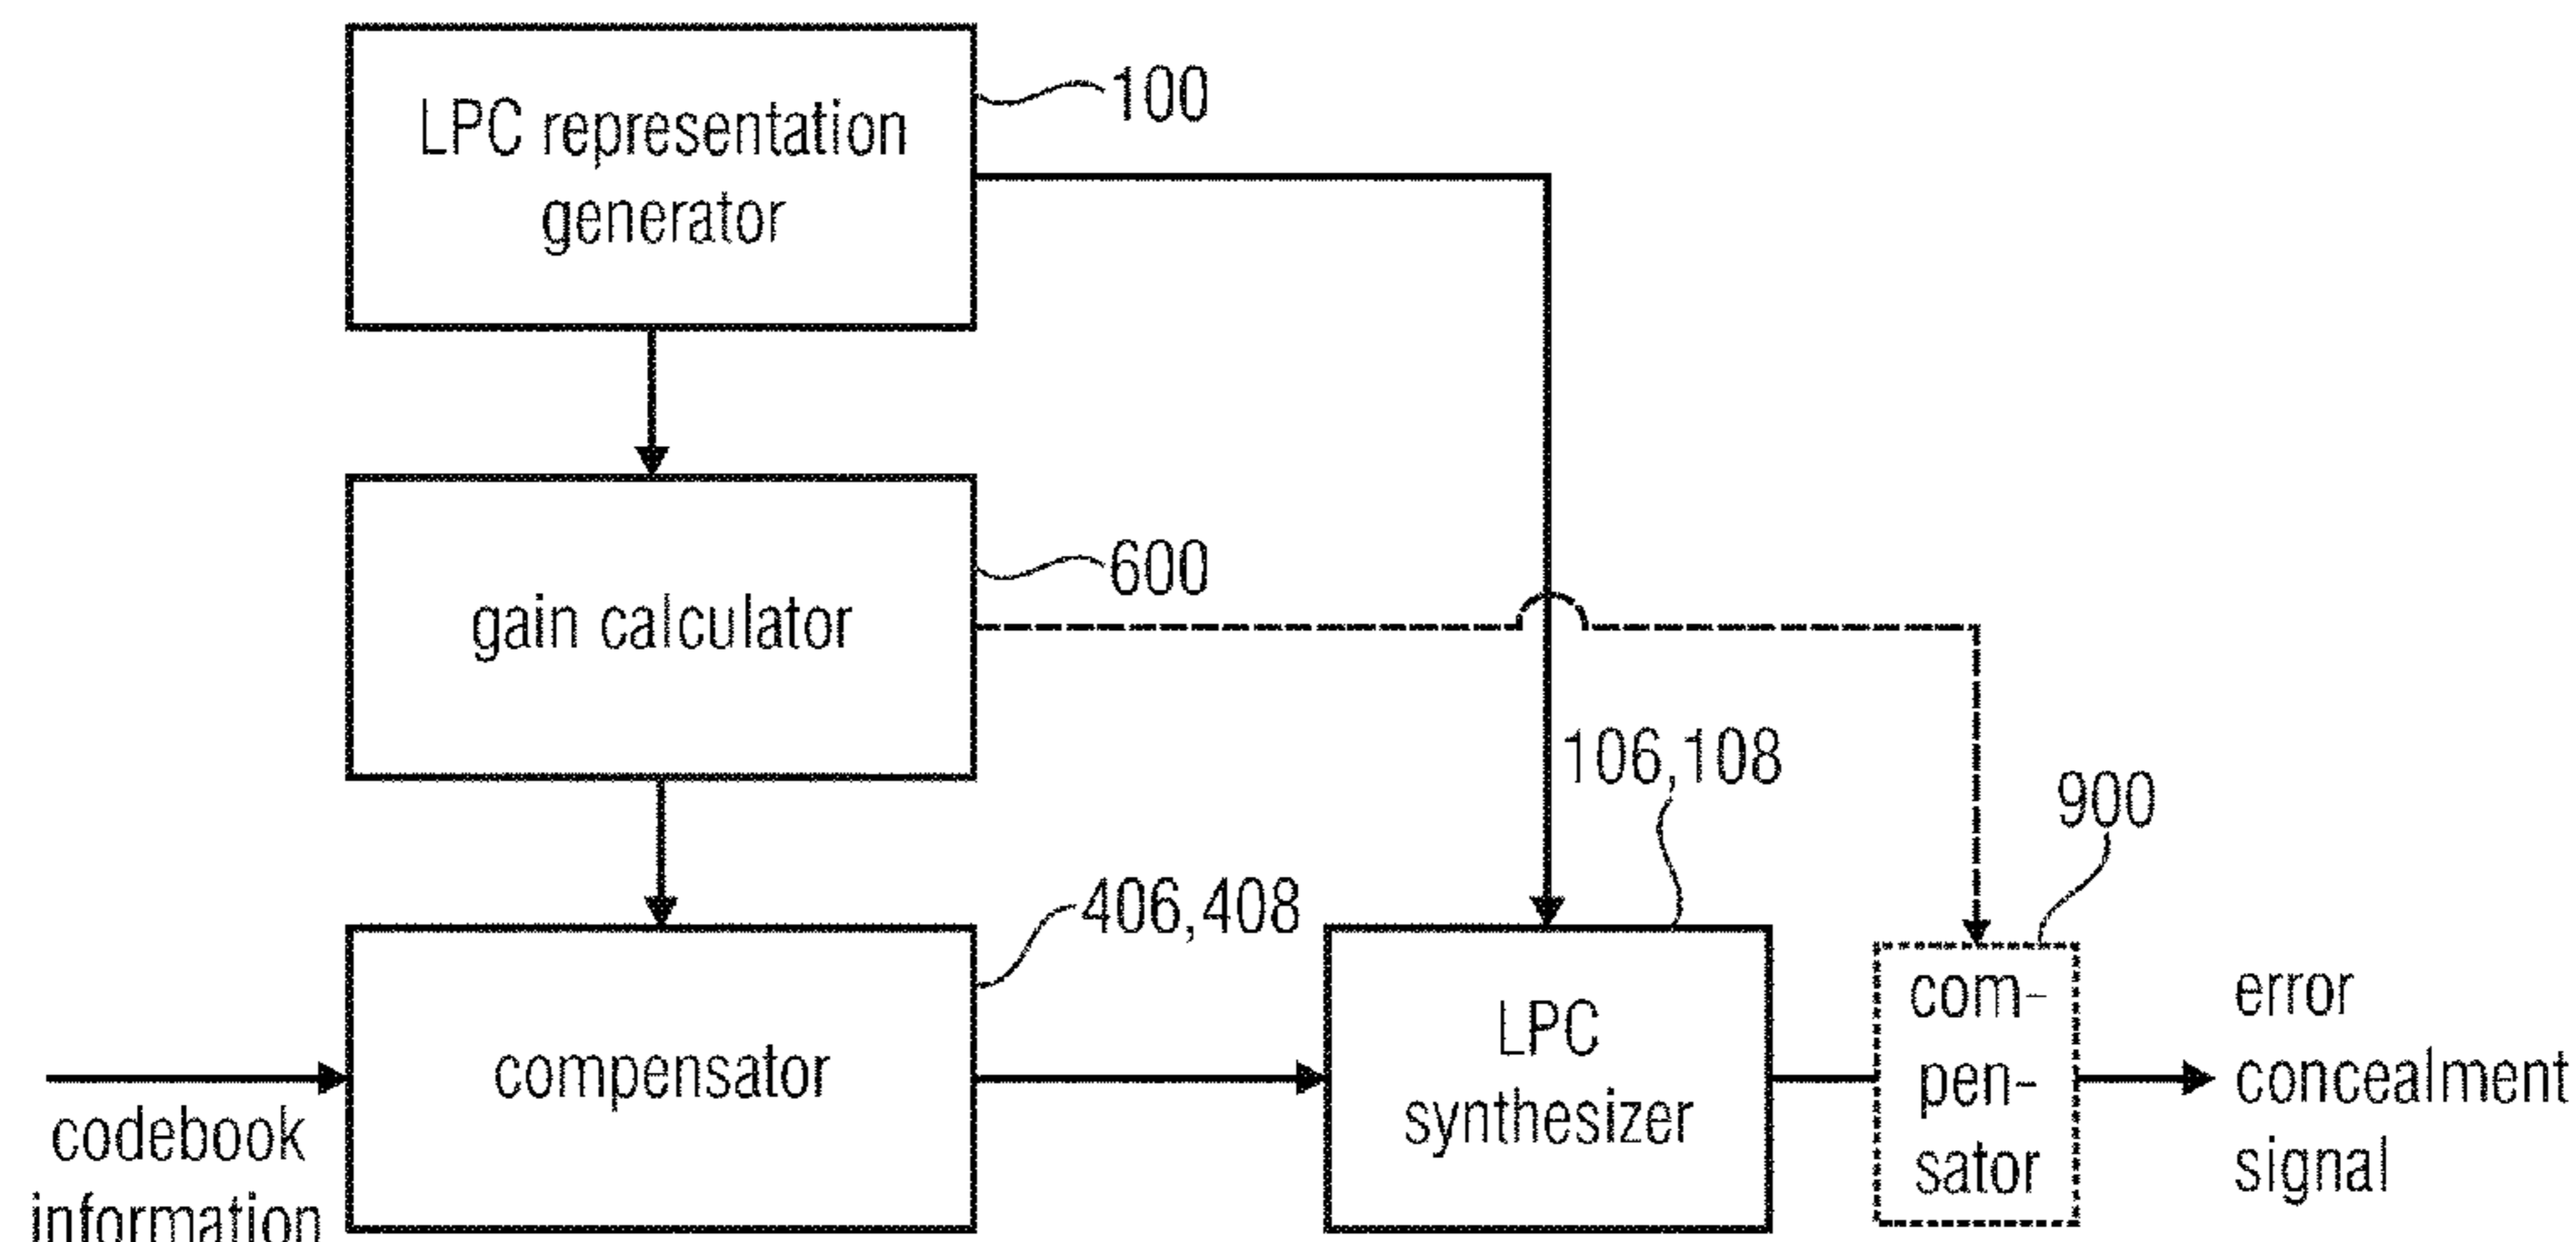 LPC representation
generator
100
gain calculator
600
106,108
900
406,408
compensator
codebook
information
LPC
synthesizer
com-
pen-
sator
error
concealment
signal